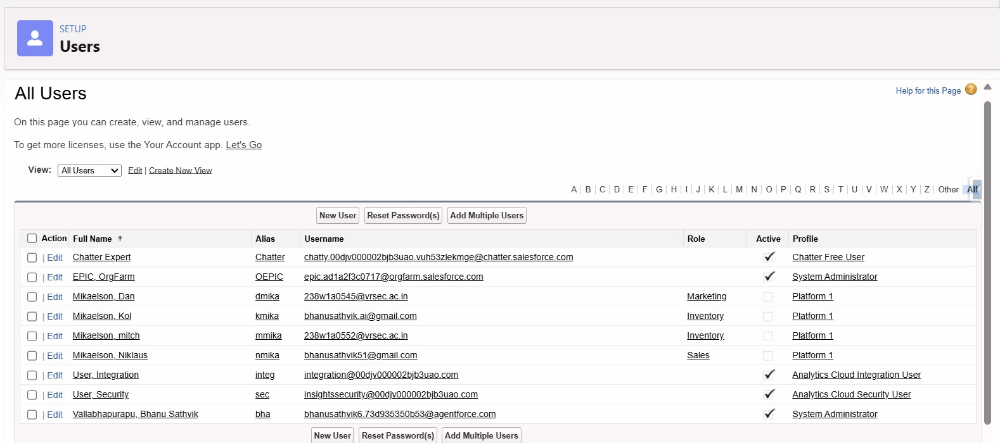 SETUP
Users
All Users
Help for this Page ?
On this page you can create, view, and manage users.
To get more licenses, use the Your Account app. Let's Go
View: All Users Edit | Create New View
A | B | C | D | E | F | G | H | I | J | K | L | M | N | O | P | Q | R | S | T | U | V | W | X | Y | Z | Other | All
New User Reset Password(s) Add Multiple Users
Action Full Name ↑ Alias Username Role Active Profile
| Edit Chatter Expert Chatter chatty.00djv000002bjb3uao.vuh53zlekmge@chatter.salesforce.com Chatter Free User
| Edit EPIC, OrgFarm OEPIC epic.ad1a2f3c0717@orgfarm.salesforce.com System Administrator
| Edit Mikaelson, Dan dmika 238w1a0545@vrsec.ac.in Marketing Platform 1
| Edit Mikaelson, Kol kmika bhanusathvik.ai@gmail.com Inventory Platform 1
| Edit Mikaelson, mitch mmika 238w1a0552@vrsec.ac.in Inventory Platform 1
| Edit Mikaelson, Niklaus nmika bhanusathvik51@gmail.com Sales Platform 1
| Edit User, Integration integ integration@00djv000002bjb3uao.com Analytics Cloud Integration User
| Edit User, Security sec insightssecurity@00djv000002bjb3uao.com Analytics Cloud Security User
| Edit Vallabhapurapu, Bhanu Sathvik bha bhanusathvik6.73d935350b53@agentforce.com System Administrator
New User Reset Password(s) Add Multiple Users